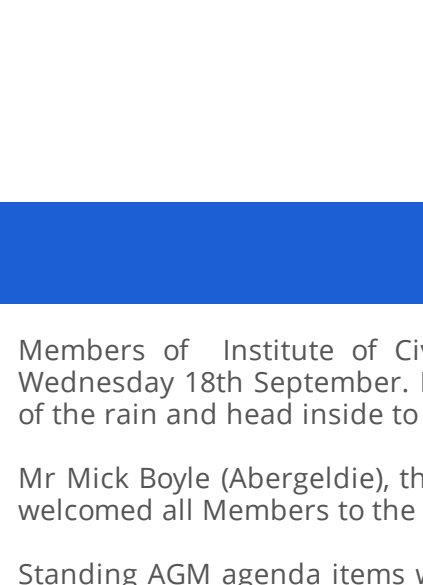 Members of Institute of Civ
Wednesday 18th September.
of the rain and head inside to
Mr Mick Boyle (Abergeldie), th
welcomed all Members to the
Standing AGM agenda items w